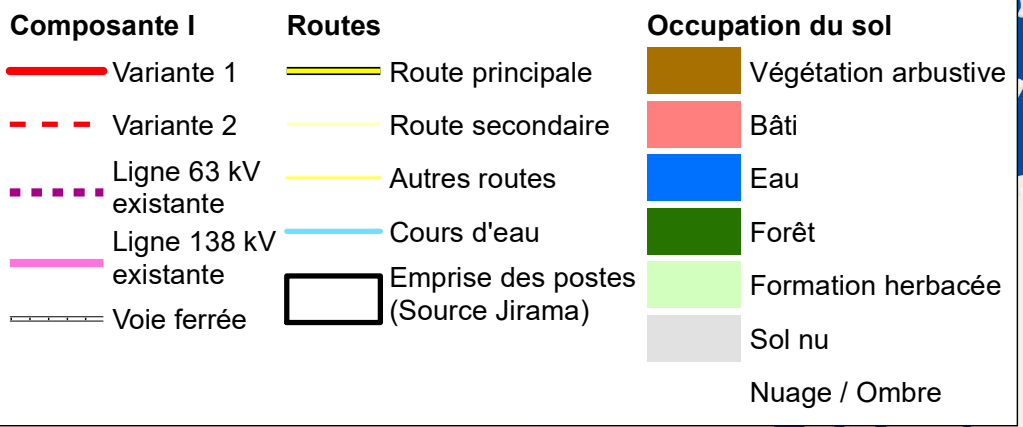 Composante I
Variante 1
Variante 2
Ligne 63 kV
existante
Ligne 138 kV
existante
Voie ferrée
Routes
Route principale
Route secondaire
Autres routes
Cours d'eau
Emprise des postes
(Source Jirama)
Occupation du sol
Végétation arbustive
Bâti
Eau
Forêt
Formation herbacée
Sol nu
Nuage / Ombre